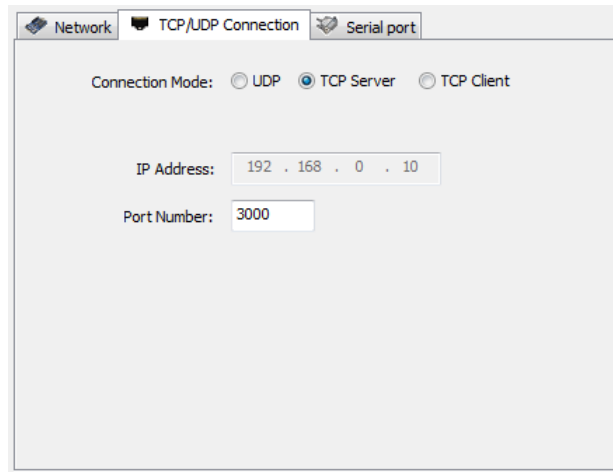 Network TCP/UDP Connection Serial port
Connection Mode: UDP TCP Server TCP Client
IP Address: 192 . 168 . 0 . 10
Port Number: 3000